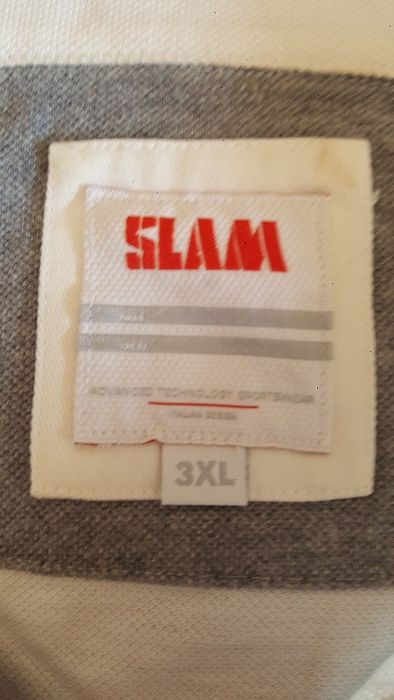 SLAM
ADVANCED TECHNOLOGY SPORTSWEAR
ITALIAN DESIGN
3XL